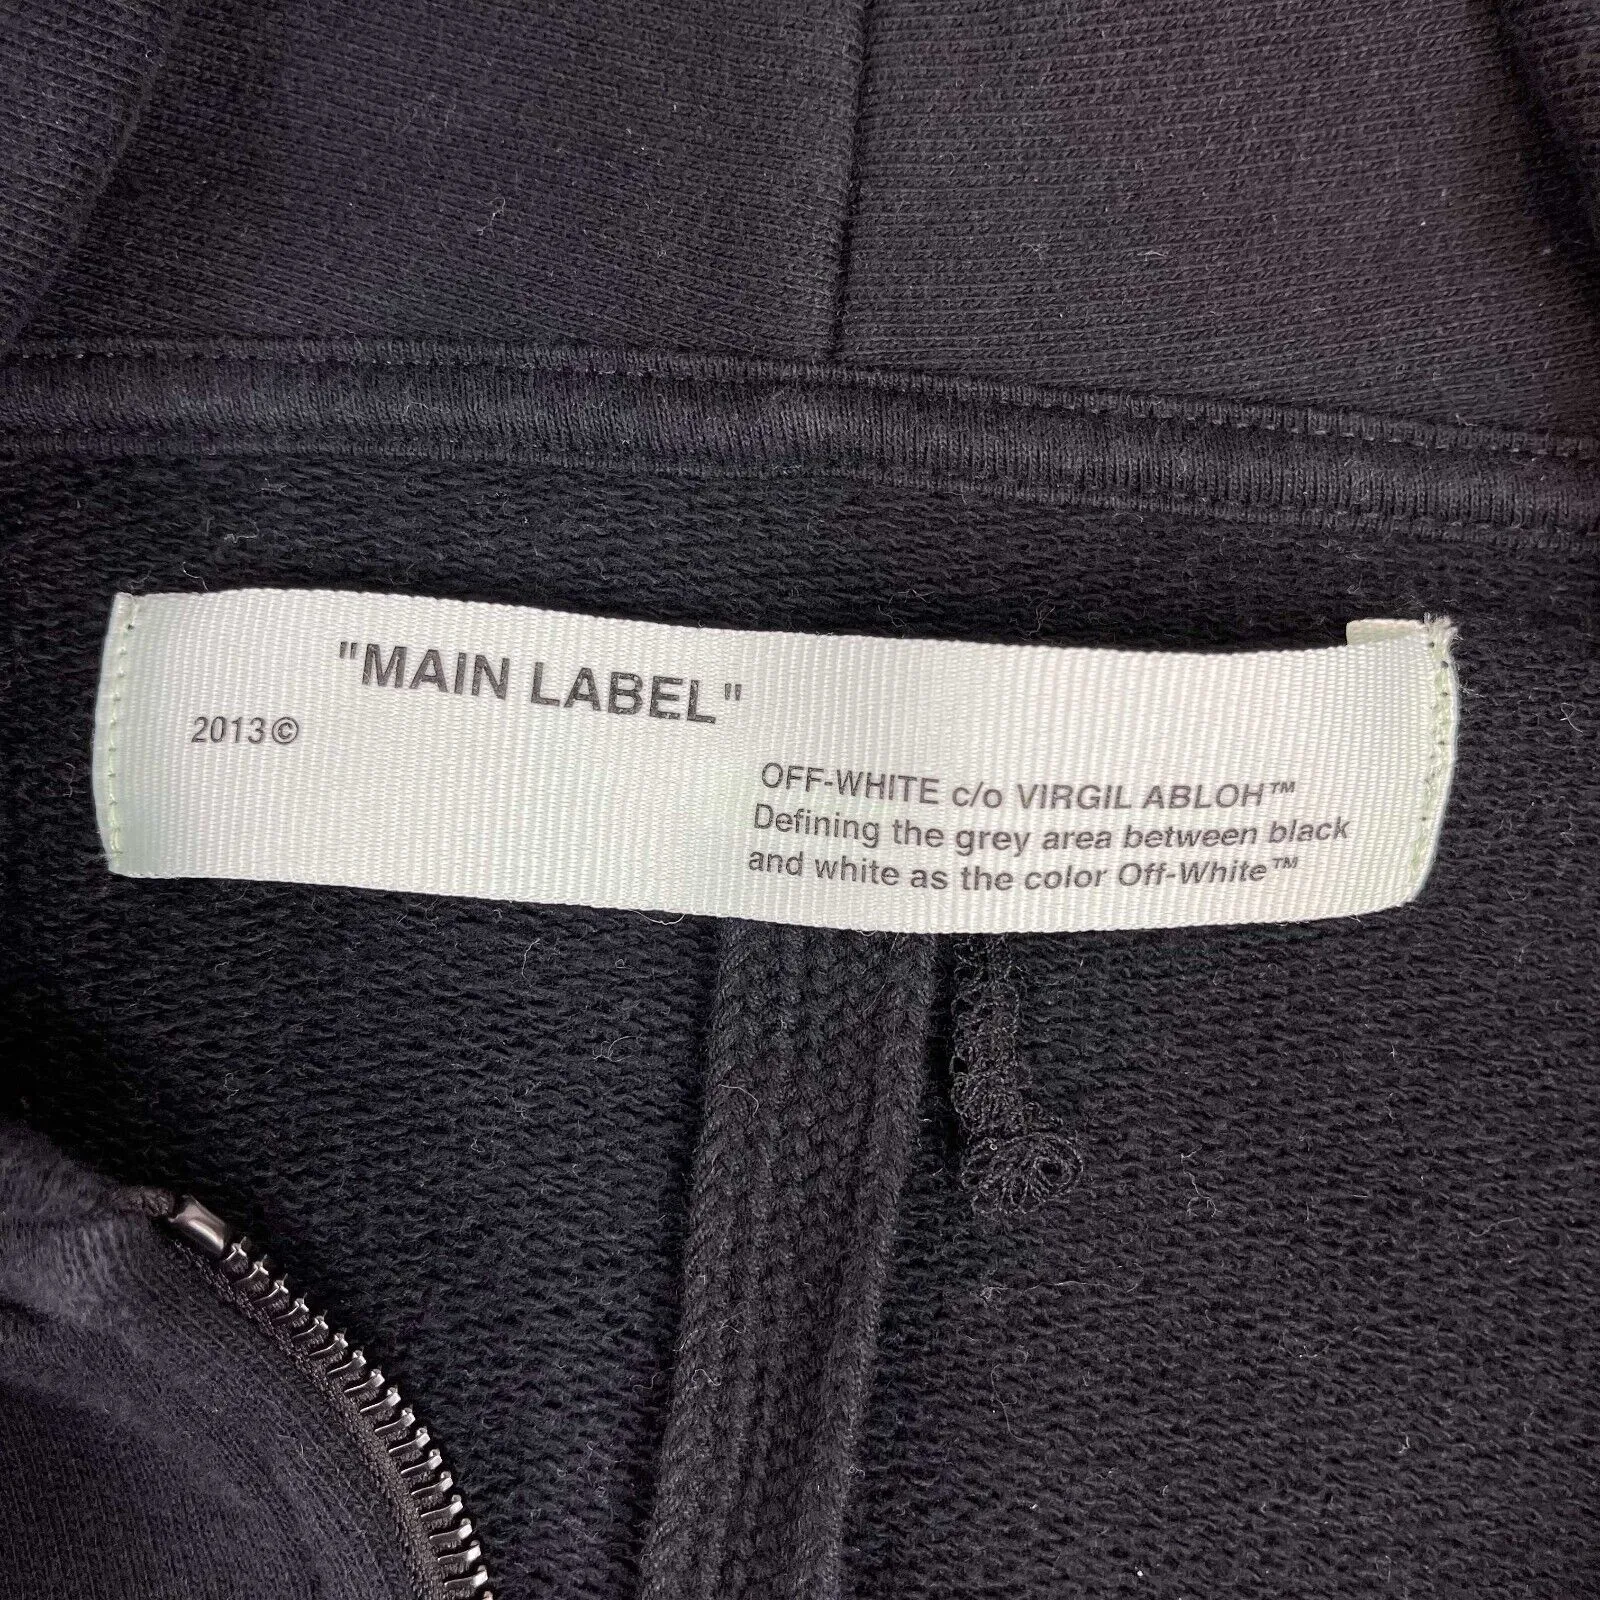 "MAIN LABEL"
2013©
OFF-WHITE c/o VIRGIL ABLOH™
Defining the grey area between black
and white as the color Off-White™